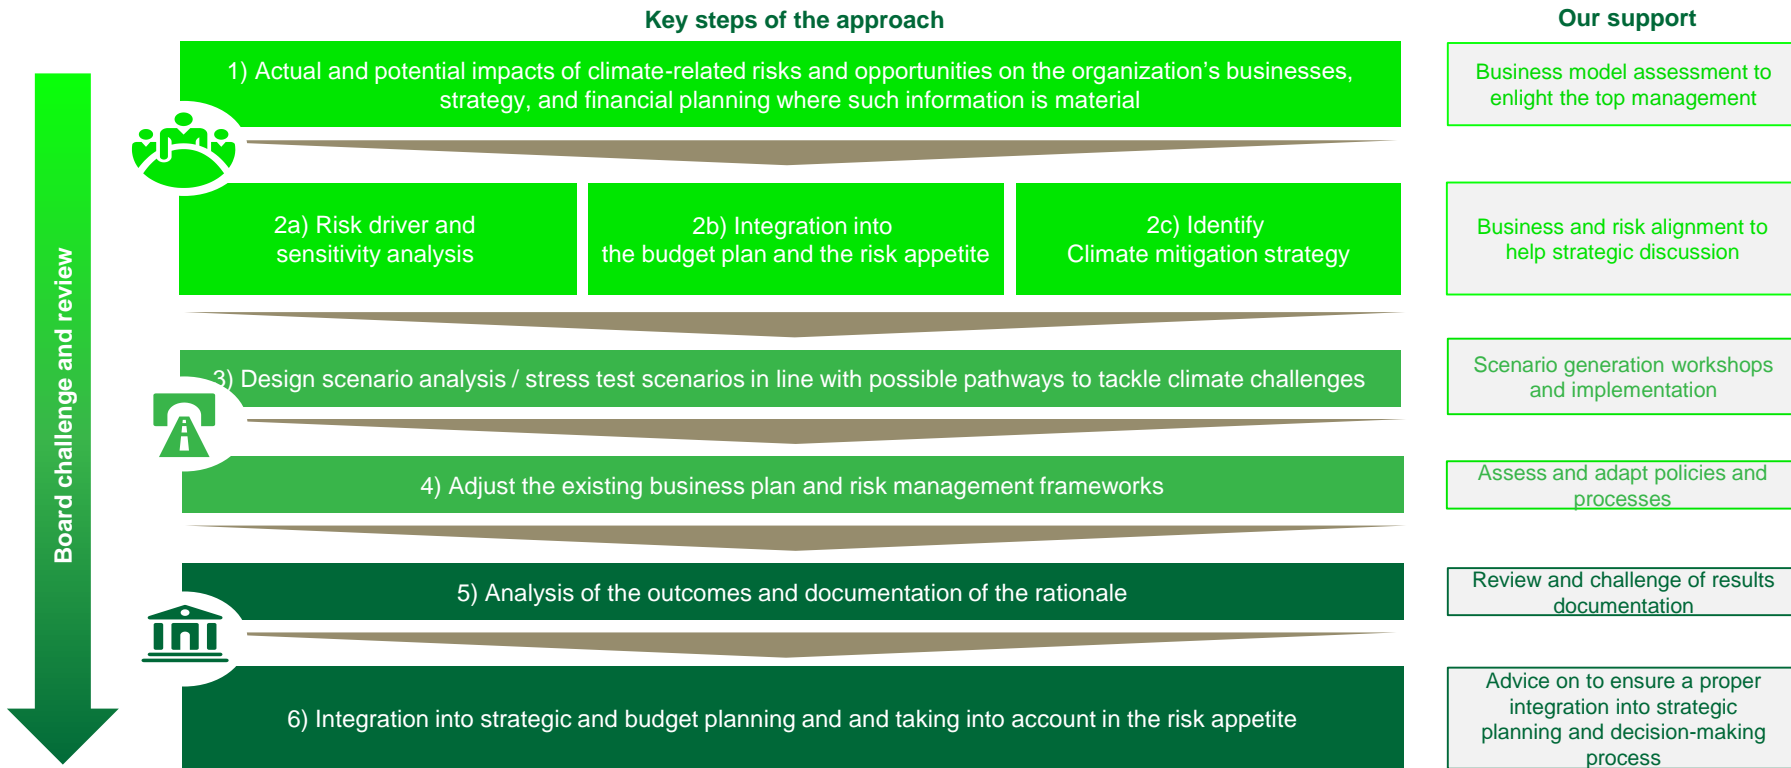 Key steps of the approach
Our support
Board challenge and review
1) Actual and potential impacts of climate-related risks and opportunities on the organization's businesses,
strategy, and financial planning where such information is material
Business model assessment to
enlight the top management
2a) Risk driver and
sensitivity analysis
2b) Integration into
the budget plan and the risk appetite
2c) Identify
Climate mitigation strategy
Business and risk alignment to
help strategic discussion
3) Design scenario analysis / stress test scenarios in line with possible pathways to tackle climate challenges
Scenario generation workshops
and implementation
4) Adjust the existing business plan and risk management frameworks
Assess and adapt policies and
processes
5) Analysis of the outcomes and documentation of the rationale
Review and challenge of results
documentation
6) Integration into strategic and budget planning and and taking into account in the risk appetite
Advice on to ensure a proper
integration into strategic
planning and decision-making
process